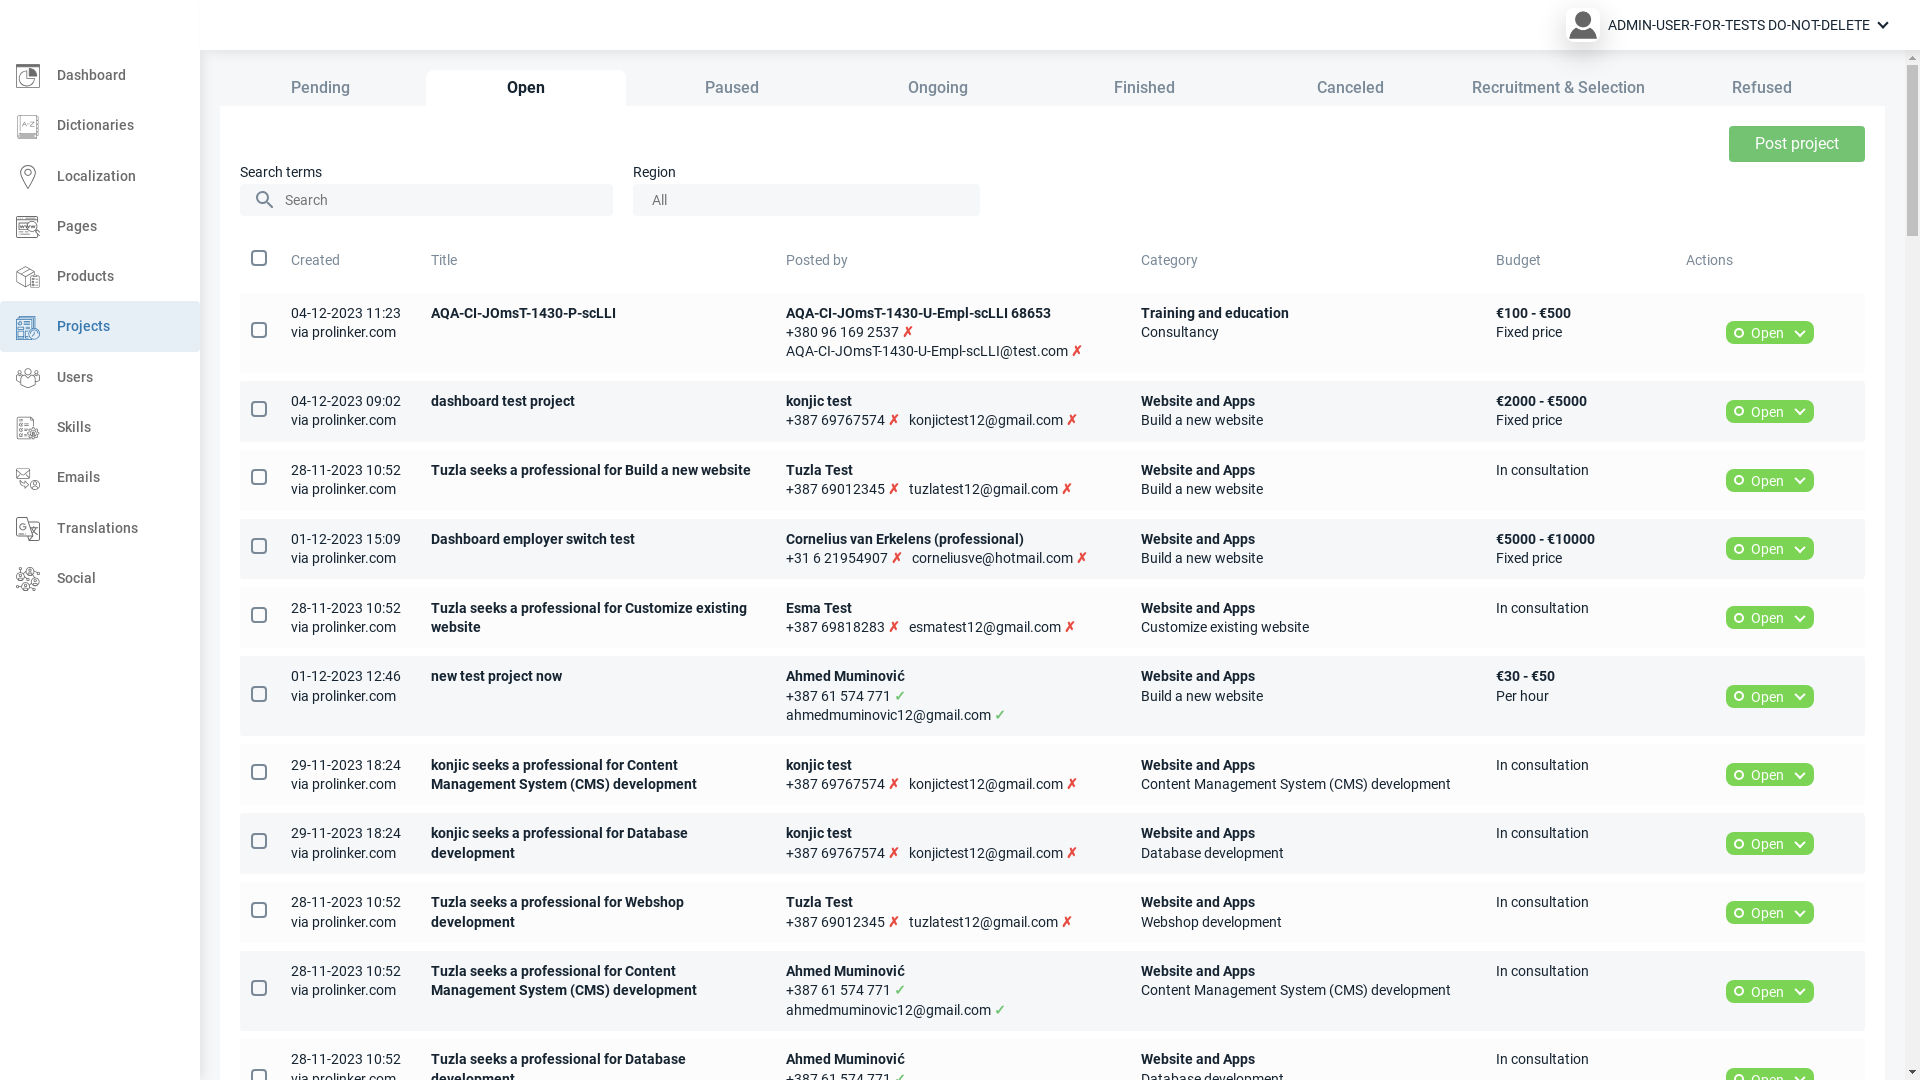 ADMIN-USER-FOR-TESTS DO-NOT-DELETE
Dashboard
Dictionaries
Localization
Pages
Products
Projects
Users
Skills
Emails
Translations
Social
Pending
Open
Paused
Ongoing
Finished
Canceled
Recruitment & Selection
Refused
Post project
Search terms
Region
Search
All
Created
Title
Posted by
Category
Budget
Actions
04-12-2023 11:23
via prolinker.com
AQA-CI-JOmsT-1430-P-scLLI
AQA-CI-JOmsT-1430-U-Empl-scLLI 68653
+380 96 169 2537 ✗
AQA-CI-JOmsT-1430-U-Empl-scLLI@test.com ✗
Training and education
Consultancy
€100 - €500
Fixed price
Open
04-12-2023 09:02
via prolinker.com
dashboard test project
konjic test
+387 69767574 ✗ konjictest12@gmail.com ✗
Website and Apps
Build a new website
€2000 - €5000
Fixed price
Open
28-11-2023 10:52
via prolinker.com
Tuzla seeks a professional for Build a new website
Tuzla Test
+387 69012345 ✗ tuzlatest12@gmail.com ✗
Website and Apps
Build a new website
In consultation
Open
01-12-2023 15:09
via prolinker.com
Dashboard employer switch test
Cornelius van Erkelens (professional)
+31 6 21954907 ✗ corneliusve@hotmail.com ✗
Website and Apps
Build a new website
€5000 - €10000
Fixed price
Open
28-11-2023 10:52
via prolinker.com
Tuzla seeks a professional for Customize existing
website
Esma Test
+387 69818283 ✗ esmatest12@gmail.com ✗
Website and Apps
Customize existing website
In consultation
Open
01-12-2023 12:46
via prolinker.com
new test project now
Ahmed Muminović
+387 61 574 771 ✓
ahmedmuminovic12@gmail.com ✓
Website and Apps
Build a new website
€30 - €50
Per hour
Open
29-11-2023 18:24
via prolinker.com
konjic seeks a professional for Content
Management System (CMS) development
konjic test
+387 69767574 ✗ konjictest12@gmail.com ✗
Website and Apps
Content Management System (CMS) development
In consultation
Open
29-11-2023 18:24
via prolinker.com
konjic seeks a professional for Database
development
konjic test
+387 69767574 ✗ konjictest12@gmail.com ✗
Website and Apps
Database development
In consultation
Open
28-11-2023 10:52
via prolinker.com
Tuzla seeks a professional for Webshop
development
Tuzla Test
+387 69012345 ✗ tuzlatest12@gmail.com ✗
Website and Apps
Webshop development
In consultation
Open
28-11-2023 10:52
via prolinker.com
Tuzla seeks a professional for Content
Management System (CMS) development
Ahmed Muminović
+387 61 574 771 ✓
ahmedmuminovic12@gmail.com ✓
Website and Apps
Content Management System (CMS) development
In consultation
Open
28-11-2023 10:52
via prolinker.com
Tuzla seeks a professional for Database
development
Ahmed Muminović
+387 61 574 771 ✓
Website and Apps
Database development
In consultation
Open